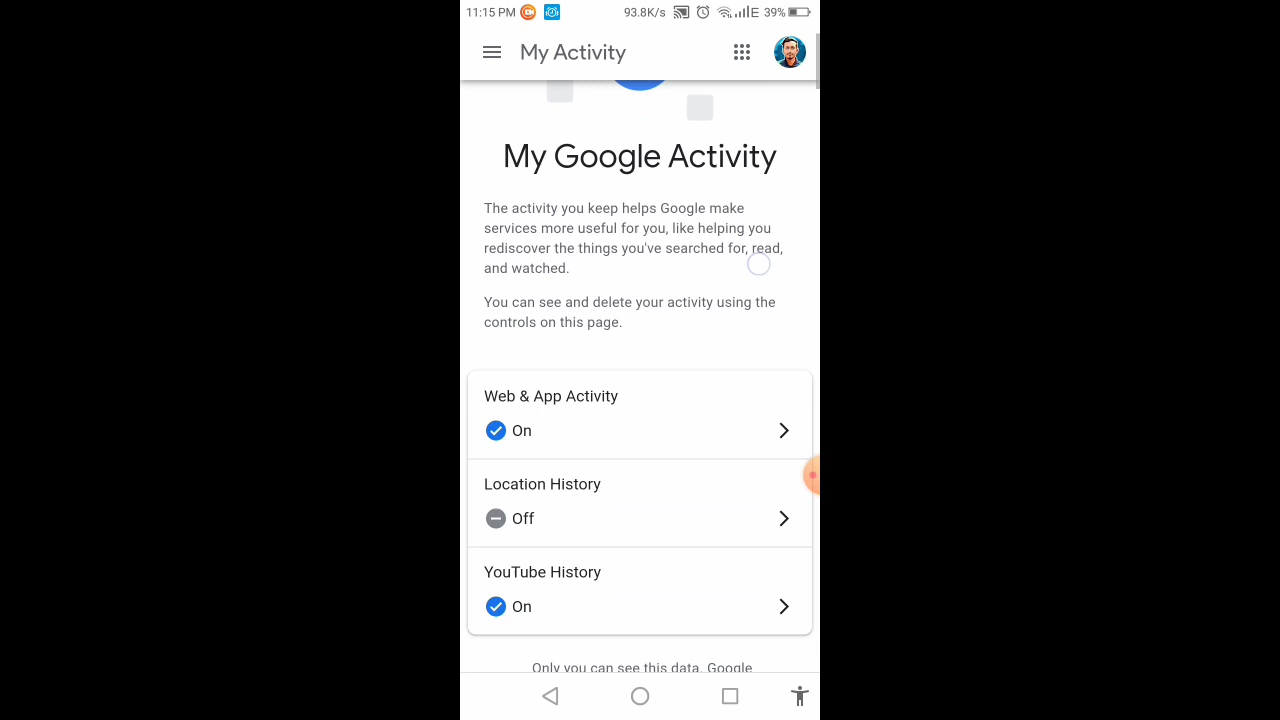 11:15 PM 93.8K/s E 39%
My Activity
My Google Activity
The activity you keep helps Google make
services more useful for you, like helping you
rediscover the things you've searched for, read,
and watched.
You can see and delete your activity using the
controls on this page.
Web & App Activity
On
Location History
Off
YouTube History
On
Only you can see this data. Google